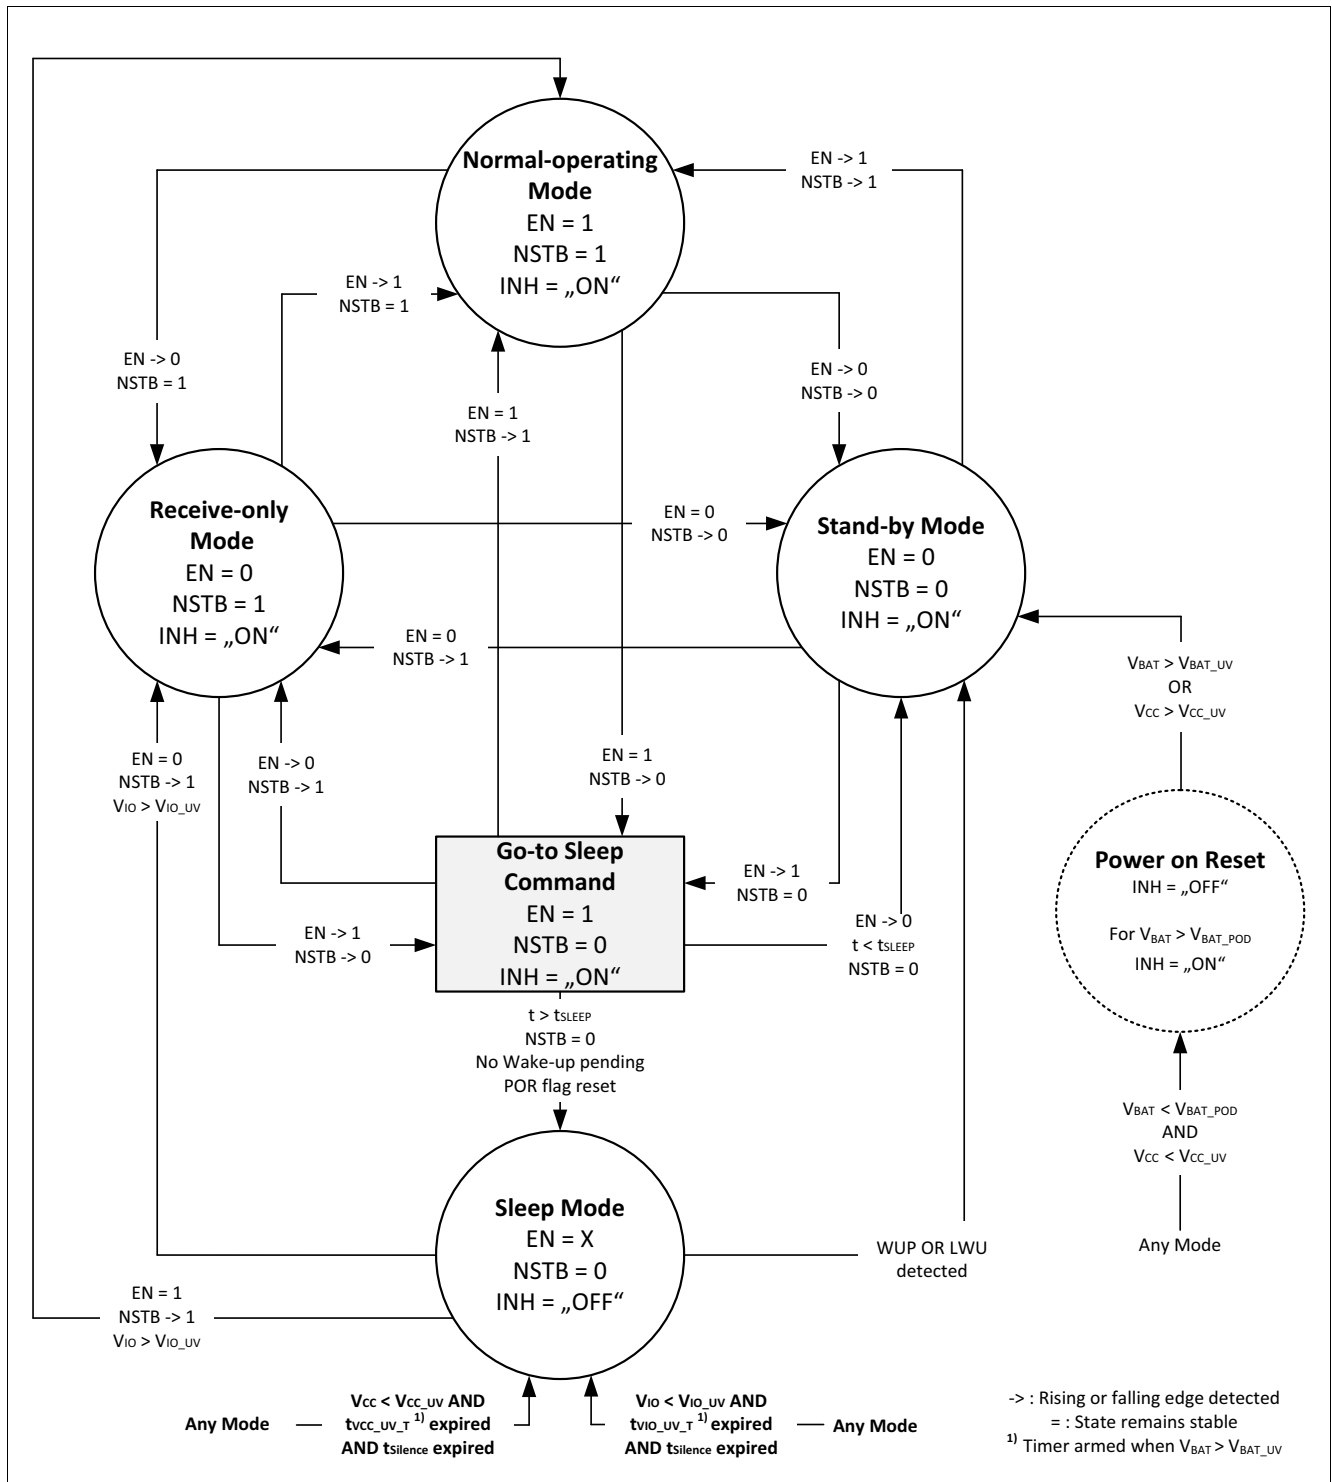 Normal-operating
Mode
EN = 1
NSTB = 1
INH = „ON“
EN -> 1
NSTB -> 1
EN -> 1
NSTB = 1
EN -> 0
NSTB = 1
EN -> 0
NSTB -> 0
EN = 1
NSTB -> 1
Receive-only
Mode
EN = 0
NSTB = 1
INH = „ON“
EN = 0
NSTB -> 0
Stand-by Mode
EN = 0
NSTB = 0
INH = „ON“
EN = 0
NSTB -> 1
VBAT > VBAT_UV
OR
VCC > VCC_UV
EN = 0
NSTB -> 1
VIO > VIO_UV
EN -> 0
NSTB -> 1
EN = 1
NSTB -> 0
Go-to Sleep
Command
EN = 1
NSTB = 0
INH = „ON“
EN -> 1
NSTB = 0
EN -> 1
NSTB -> 0
EN -> 0
t < tSLEEP
NSTB = 0
Power on Reset
INH = „OFF“
For VBAT > VBAT_POD
INH = „ON“
t > tSLEEP
NSTB = 0
No Wake-up pending
POR flag reset
VBAT < VBAT_POD
AND
VCC < VCC_UV
Any Mode
Sleep Mode
EN = X
NSTB = 0
INH = „OFF“
WUP OR LWU
detected
EN = 1
NSTB -> 1
VIO > VIO_UV
Any Mode
VCC < VCC_UV AND
tVCC_UV_T 1) expired
AND tSilence expired
VIO < VIO_UV AND
tVIO_UV_T 1) expired
AND tSilence expired
Any Mode
-> : Rising or falling edge detected
= : State remains stable
1) Timer armed when VBAT > VBAT_UV